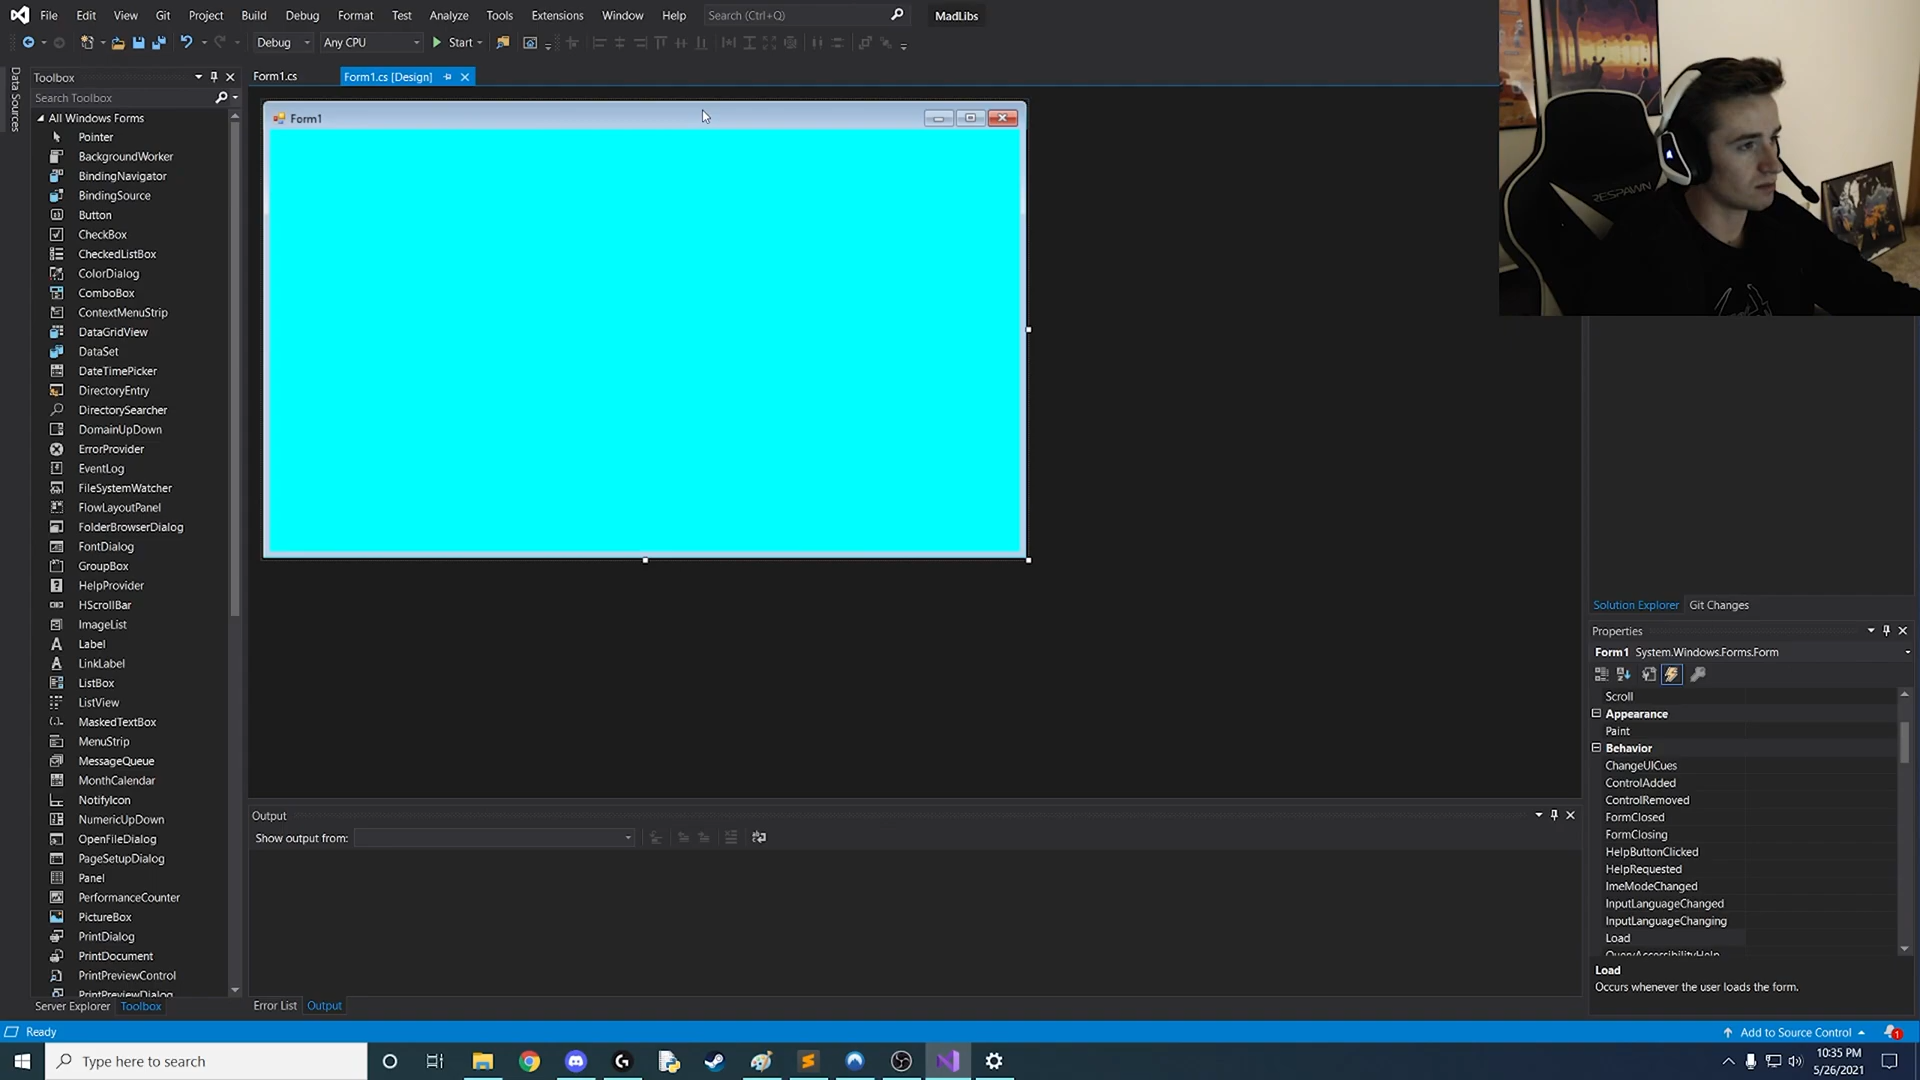 File Edit View Git Project Build Debug Format Test Analyze Tools Extensions Window Help Search (Ctrl+Q) MadLibs
Debug Any CPU Start
Data Sources
Toolbox
Search Toolbox
All Windows Forms
Pointer
BackgroundWorker
BindingNavigator
BindingSource
Button
CheckBox
CheckedListBox
ColorDialog
ComboBox
ContextMenuStrip
DataGridView
DataSet
DateTimePicker
DirectoryEntry
DirectorySearcher
DomainUpDown
ErrorProvider
EventLog
FileSystemWatcher
FlowLayoutPanel
FolderBrowserDialog
FontDialog
GroupBox
HelpProvider
HScrollBar
ImageList
Label
LinkLabel
ListBox
ListView
MaskedTextBox
MenuStrip
MessageQueue
MonthCalendar
NotifyIcon
NumericUpDown
OpenFileDialog
PageSetupDialog
Panel
PerformanceCounter
PictureBox
PrintDialog
PrintDocument
PrintPreviewControl
PrintPreviewDialog
Server Explorer Toolbox
Form1.cs Form1.cs [Design]
Form1
RESPAWN
Output
Show output from:
Error List Output
Solution Explorer Git Changes
Properties
Form1 System.Windows.Forms.Form
Scroll
Appearance
Paint
Behavior
ChangeUICues
ControlAdded
ControlRemoved
FormClosed
FormClosing
HelpButtonClicked
HelpRequested
ImeModeChanged
InputLanguageChanged
InputLanguageChanging
Load
QueryAccessibilityHelp
Load
Occurs whenever the user loads the form.
Ready Add to Source Control 1
Type here to search
10:35 PM
5/26/2021